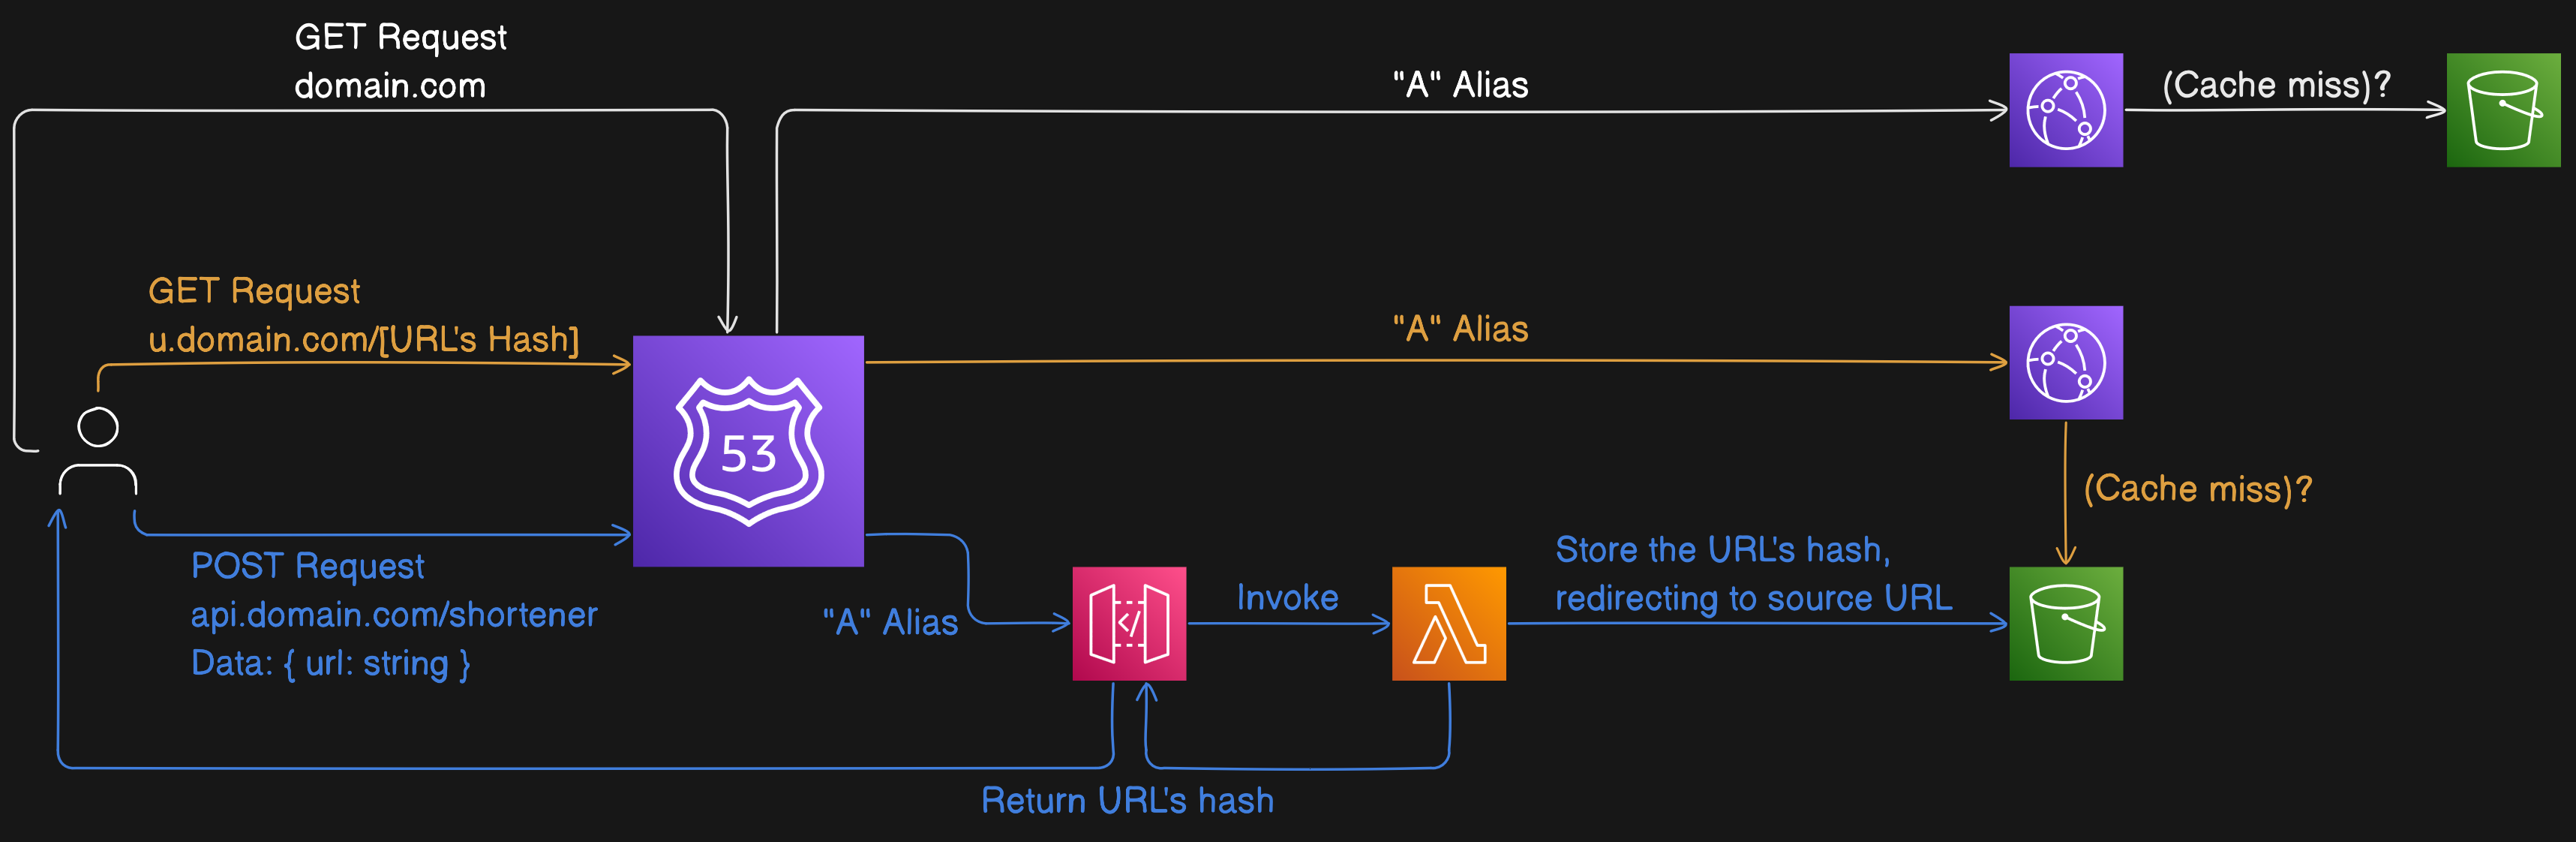 GET Request
domain.com
"A" Alias
(Cache miss)?
GET Request
u.domain.com/[URL's Hash]
"A" Alias
53
(Cache miss)?
POST Request
api.domain.com/shortener
Data: { url: string }
"A" Alias
</>
Invoke
Store the URL's hash,
redirecting to source URL
Return URL's hash